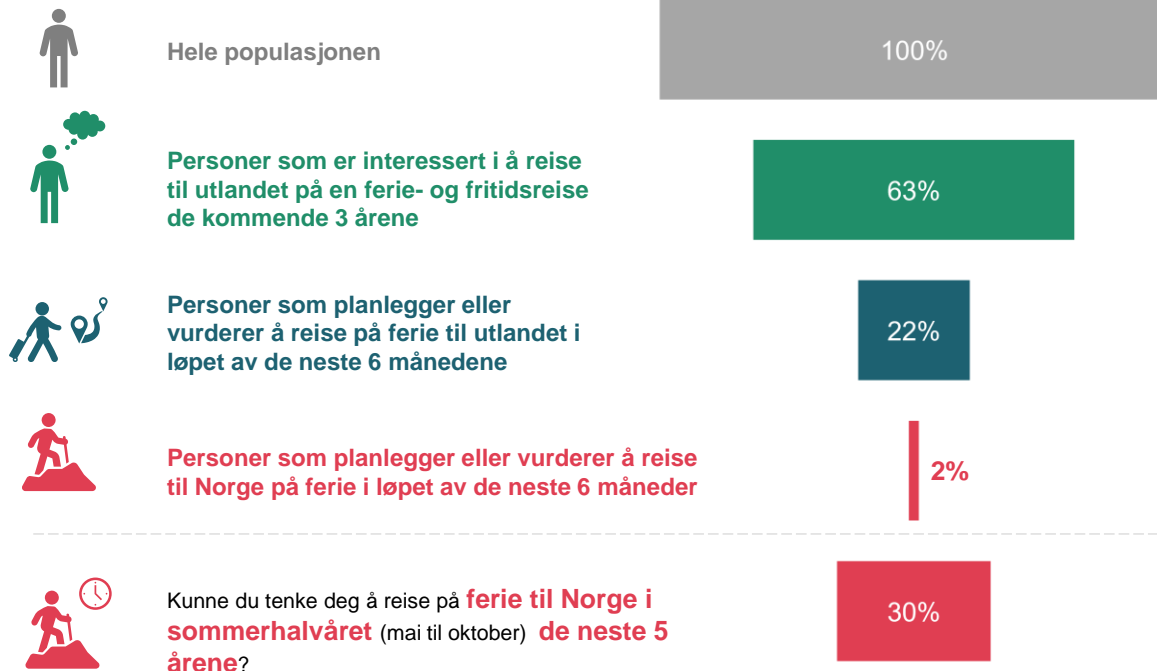 Hele populasjonen
100%
Personer som er interessert i å reise
til utlandet på en ferie- og fritidsreise
de kommende 3 årene
63%
Personer som planlegger eller
vurderer å reise på ferie til utlandet i
løpet av de neste 6 månedene
22%
Personer som planlegger eller vurderer å reise
til Norge på ferie i løpet av de neste 6 måneder
2%
Kunne du tenke deg å reise på ferie til Norge i
sommerhalvåret (mai til oktober) de neste 5
årene?
30%